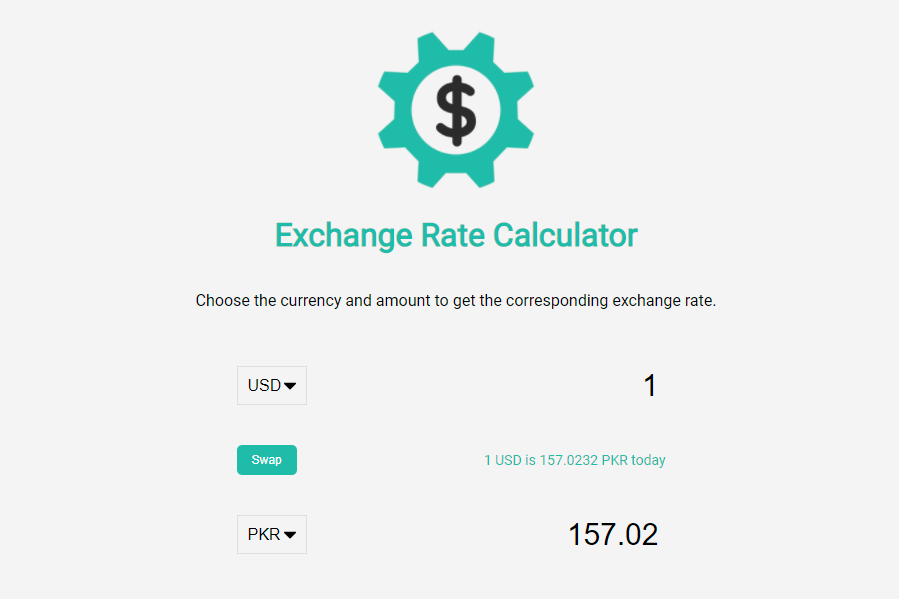 $
Exchange Rate Calculator
Choose the currency and amount to get the corresponding exchange rate.
USD 1
Swap 1 USD is 157.0232 PKR today
PKR 157.02